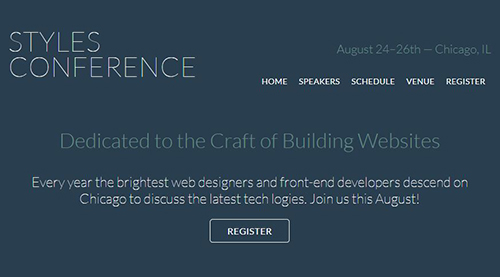 STYLES
CONFERENCE
August 24–26th — Chicago, IL
HOME SPEAKERS SCHEDULE VENUE REGISTER
Dedicated to the Craft of Building Websites
Every year the brightest web designers and front-end developers descend on
Chicago to discuss the latest tech logies. Join us this August!
REGISTER